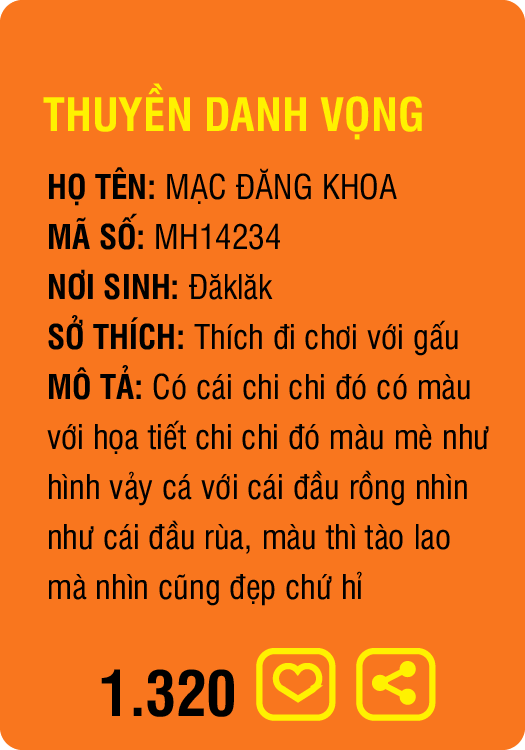 THUYỀN DANH VỌNG
HỌ TÊN: MẠC ĐĂNG KHOA
MÃ SỐ: MH14234
NƠI SINH: Đăklăk
SỞ THÍCH: Thích đi chơi với gấu
MÔ TẢ: Có cái chi chi đó có màu
với họa tiết chi chi đó màu mè như
hình vảy cá với cái đầu rồng nhìn
như cái đầu rùa, màu thì tào lao
mà nhìn cũng đẹp chứ hỉ
1.320